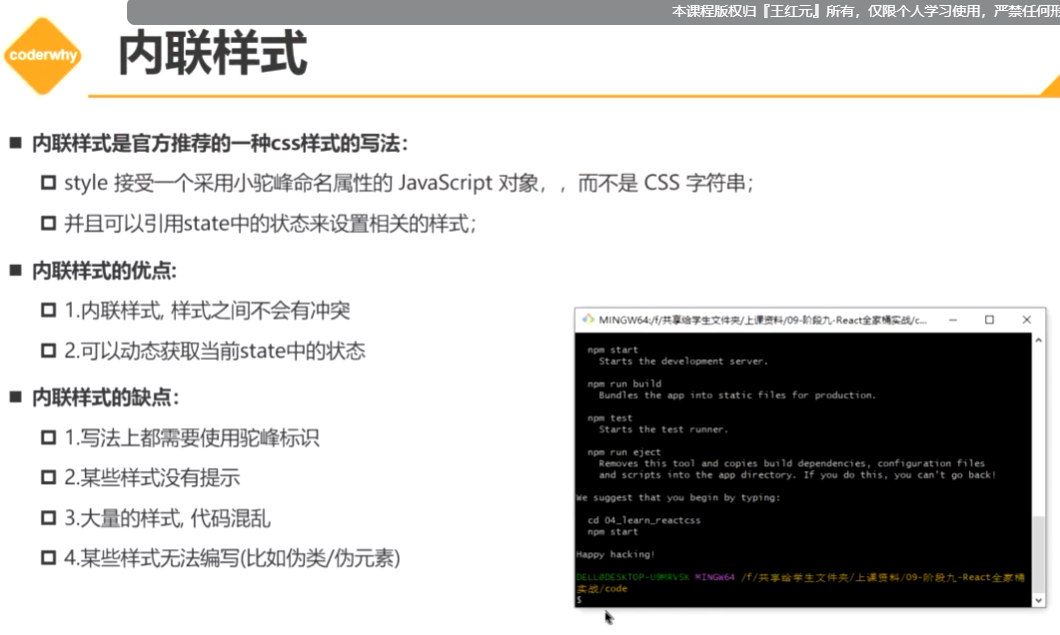 本课程版权归『王红元』所有，仅限个人学习使用，严禁任何形
coderwhy
内联样式
内联样式是官方推荐的一种css样式的写法：
style 接受一个采用小驼峰命名属性的 JavaScript 对象，，而不是 CSS 字符串；
并且可以引用state中的状态来设置相关的样式；
内联样式的优点:
1.内联样式, 样式之间不会有冲突
2.可以动态获取当前state中的状态
内联样式的缺点：
1.写法上都需要使用驼峰标识
2.某些样式没有提示
3.大量的样式, 代码混乱
4.某些样式无法编写(比如伪类/伪元素)
MINGW64:/f/共享给学生文件夹/上课资料/09-阶段九-React全家桶实战/c...
npm start
Starts the development server.
npm run build
Bundles the app into static files for production.
npm test
Starts the test runner.
npm run eject
Removes this tool and copies build dependencies, configuration files
and scripts into the app directory. If you do this, you can't go back!
We suggest that you begin by typing:
cd 04_learn_reactcss
npm start
Happy hacking!
MINGW64 /f/共享给学生文件夹/上课资料/09-阶段九-React全家桶
实战/code
$